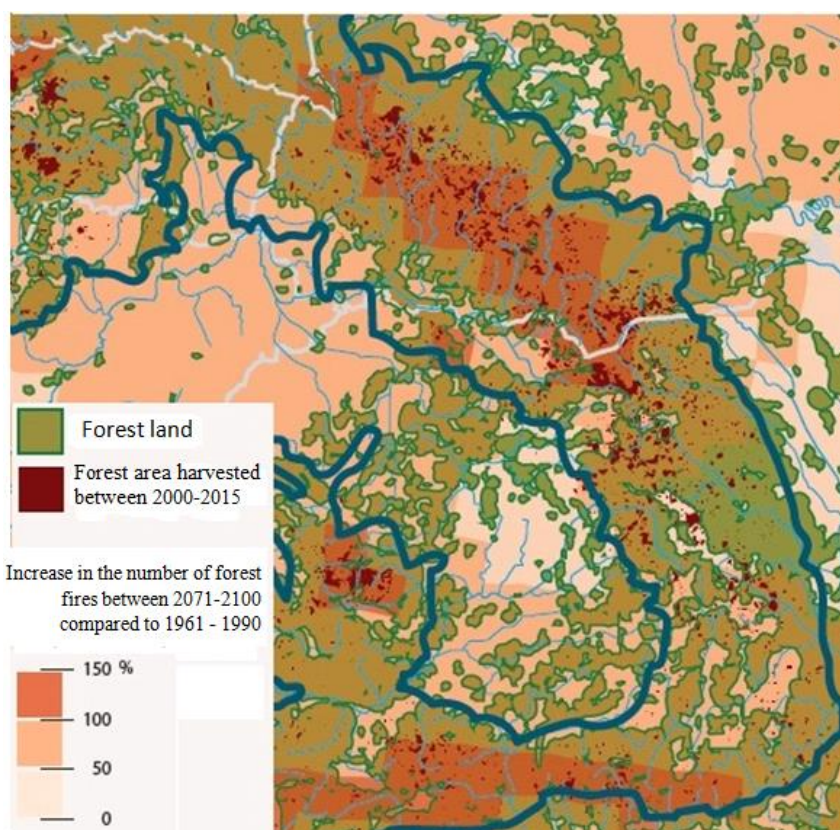 Forest land
Forest area harvested
between 2000-2015
Increase in the number of forest
fires between 2071-2100
compared to 1961 - 1990
150 %
100
50
0